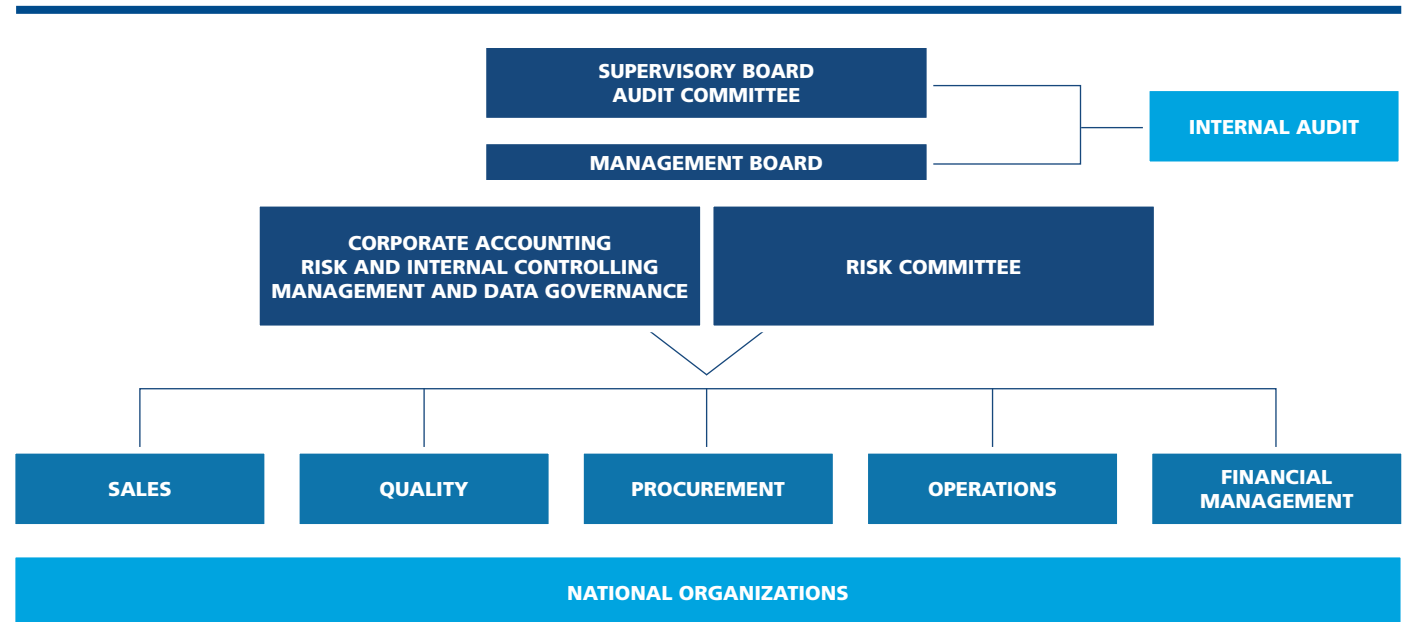 SUPERVISORY BOARD
AUDIT COMMITTEE
INTERNAL AUDIT
MANAGEMENT BOARD
CORPORATE ACCOUNTING
RISK AND INTERNAL CONTROLLING
MANAGEMENT AND DATA GOVERNANCE
RISK COMMITTEE
SALES
QUALITY
PROCUREMENT
OPERATIONS
FINANCIAL
MANAGEMENT
NATIONAL ORGANIZATIONS